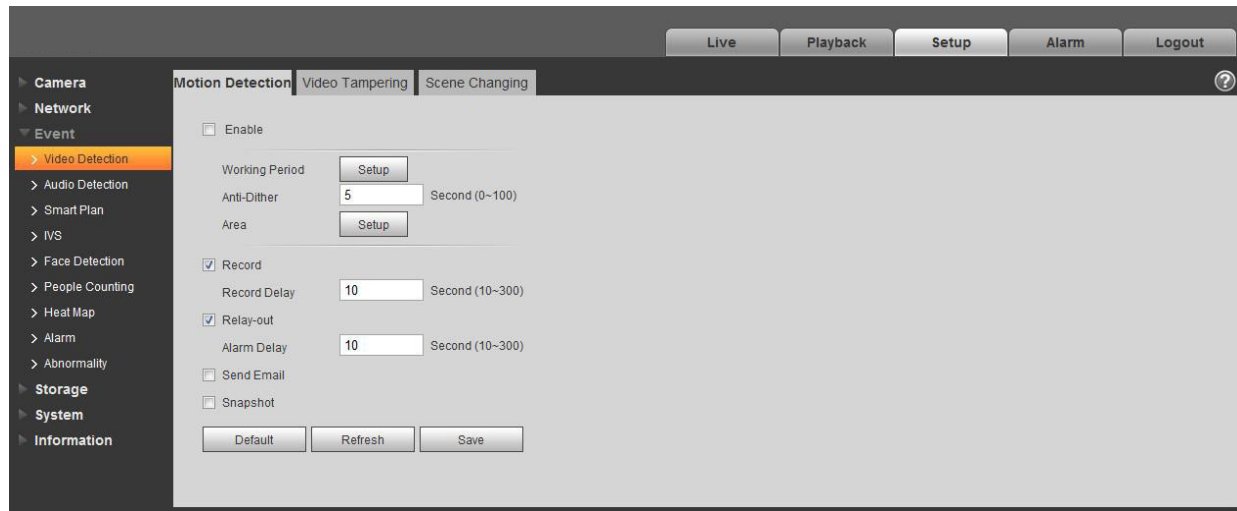 Live Playback Setup Alarm Logout
Camera
Network
Event
Video Detection
Audio Detection
Smart Plan
IVS
Face Detection
People Counting
Heat Map
Alarm
Abnormality
Storage
System
Information
Motion Detection Video Tampering Scene Changing ?
Enable
Working Period Setup
Anti-Dither 5 Second (0~100)
Area Setup
Record
Record Delay 10 Second (10~300)
Relay-out
Alarm Delay 10 Second (10~300)
Send Email
Snapshot
Default Refresh Save